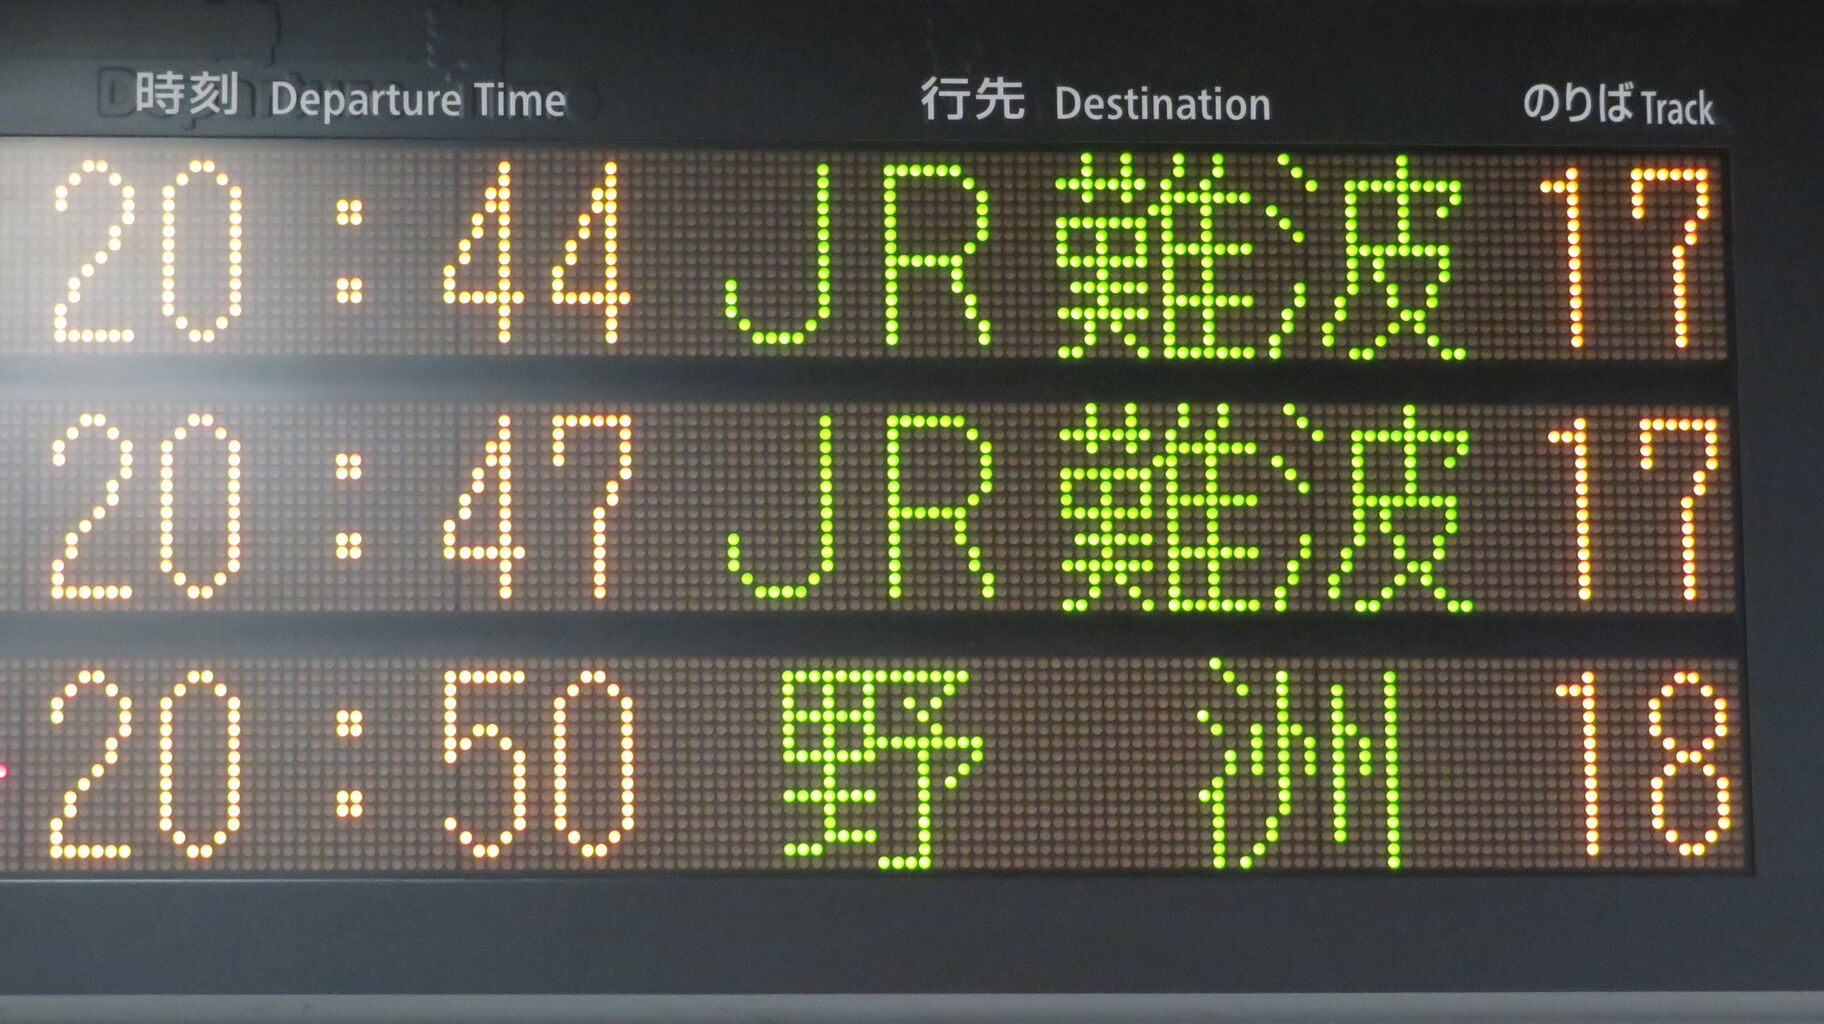 時刻 Departure Time 行先 Destination のりば Track
20:44 JR難波 17
20:47 JR難波 17
20:50 野洲 18